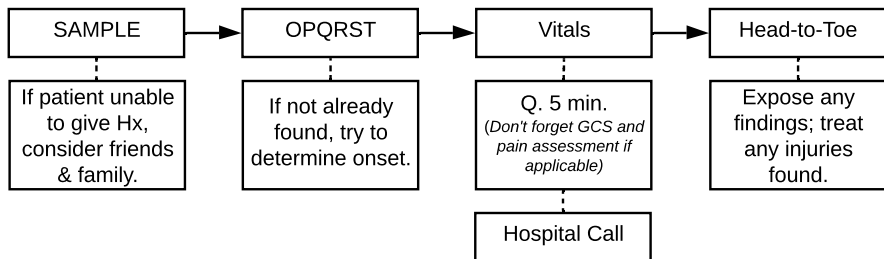 SAMPLE
OPQRST
Vitals
Head-to-Toe
If patient unable
to give Hx,
consider friends
& family.
If not already
found, try to
determine onset.
Q. 5 min.
(Don't forget GCS and
pain assessment if
applicable)
Expose any
findings; treat
any injuries
found.
Hospital Call